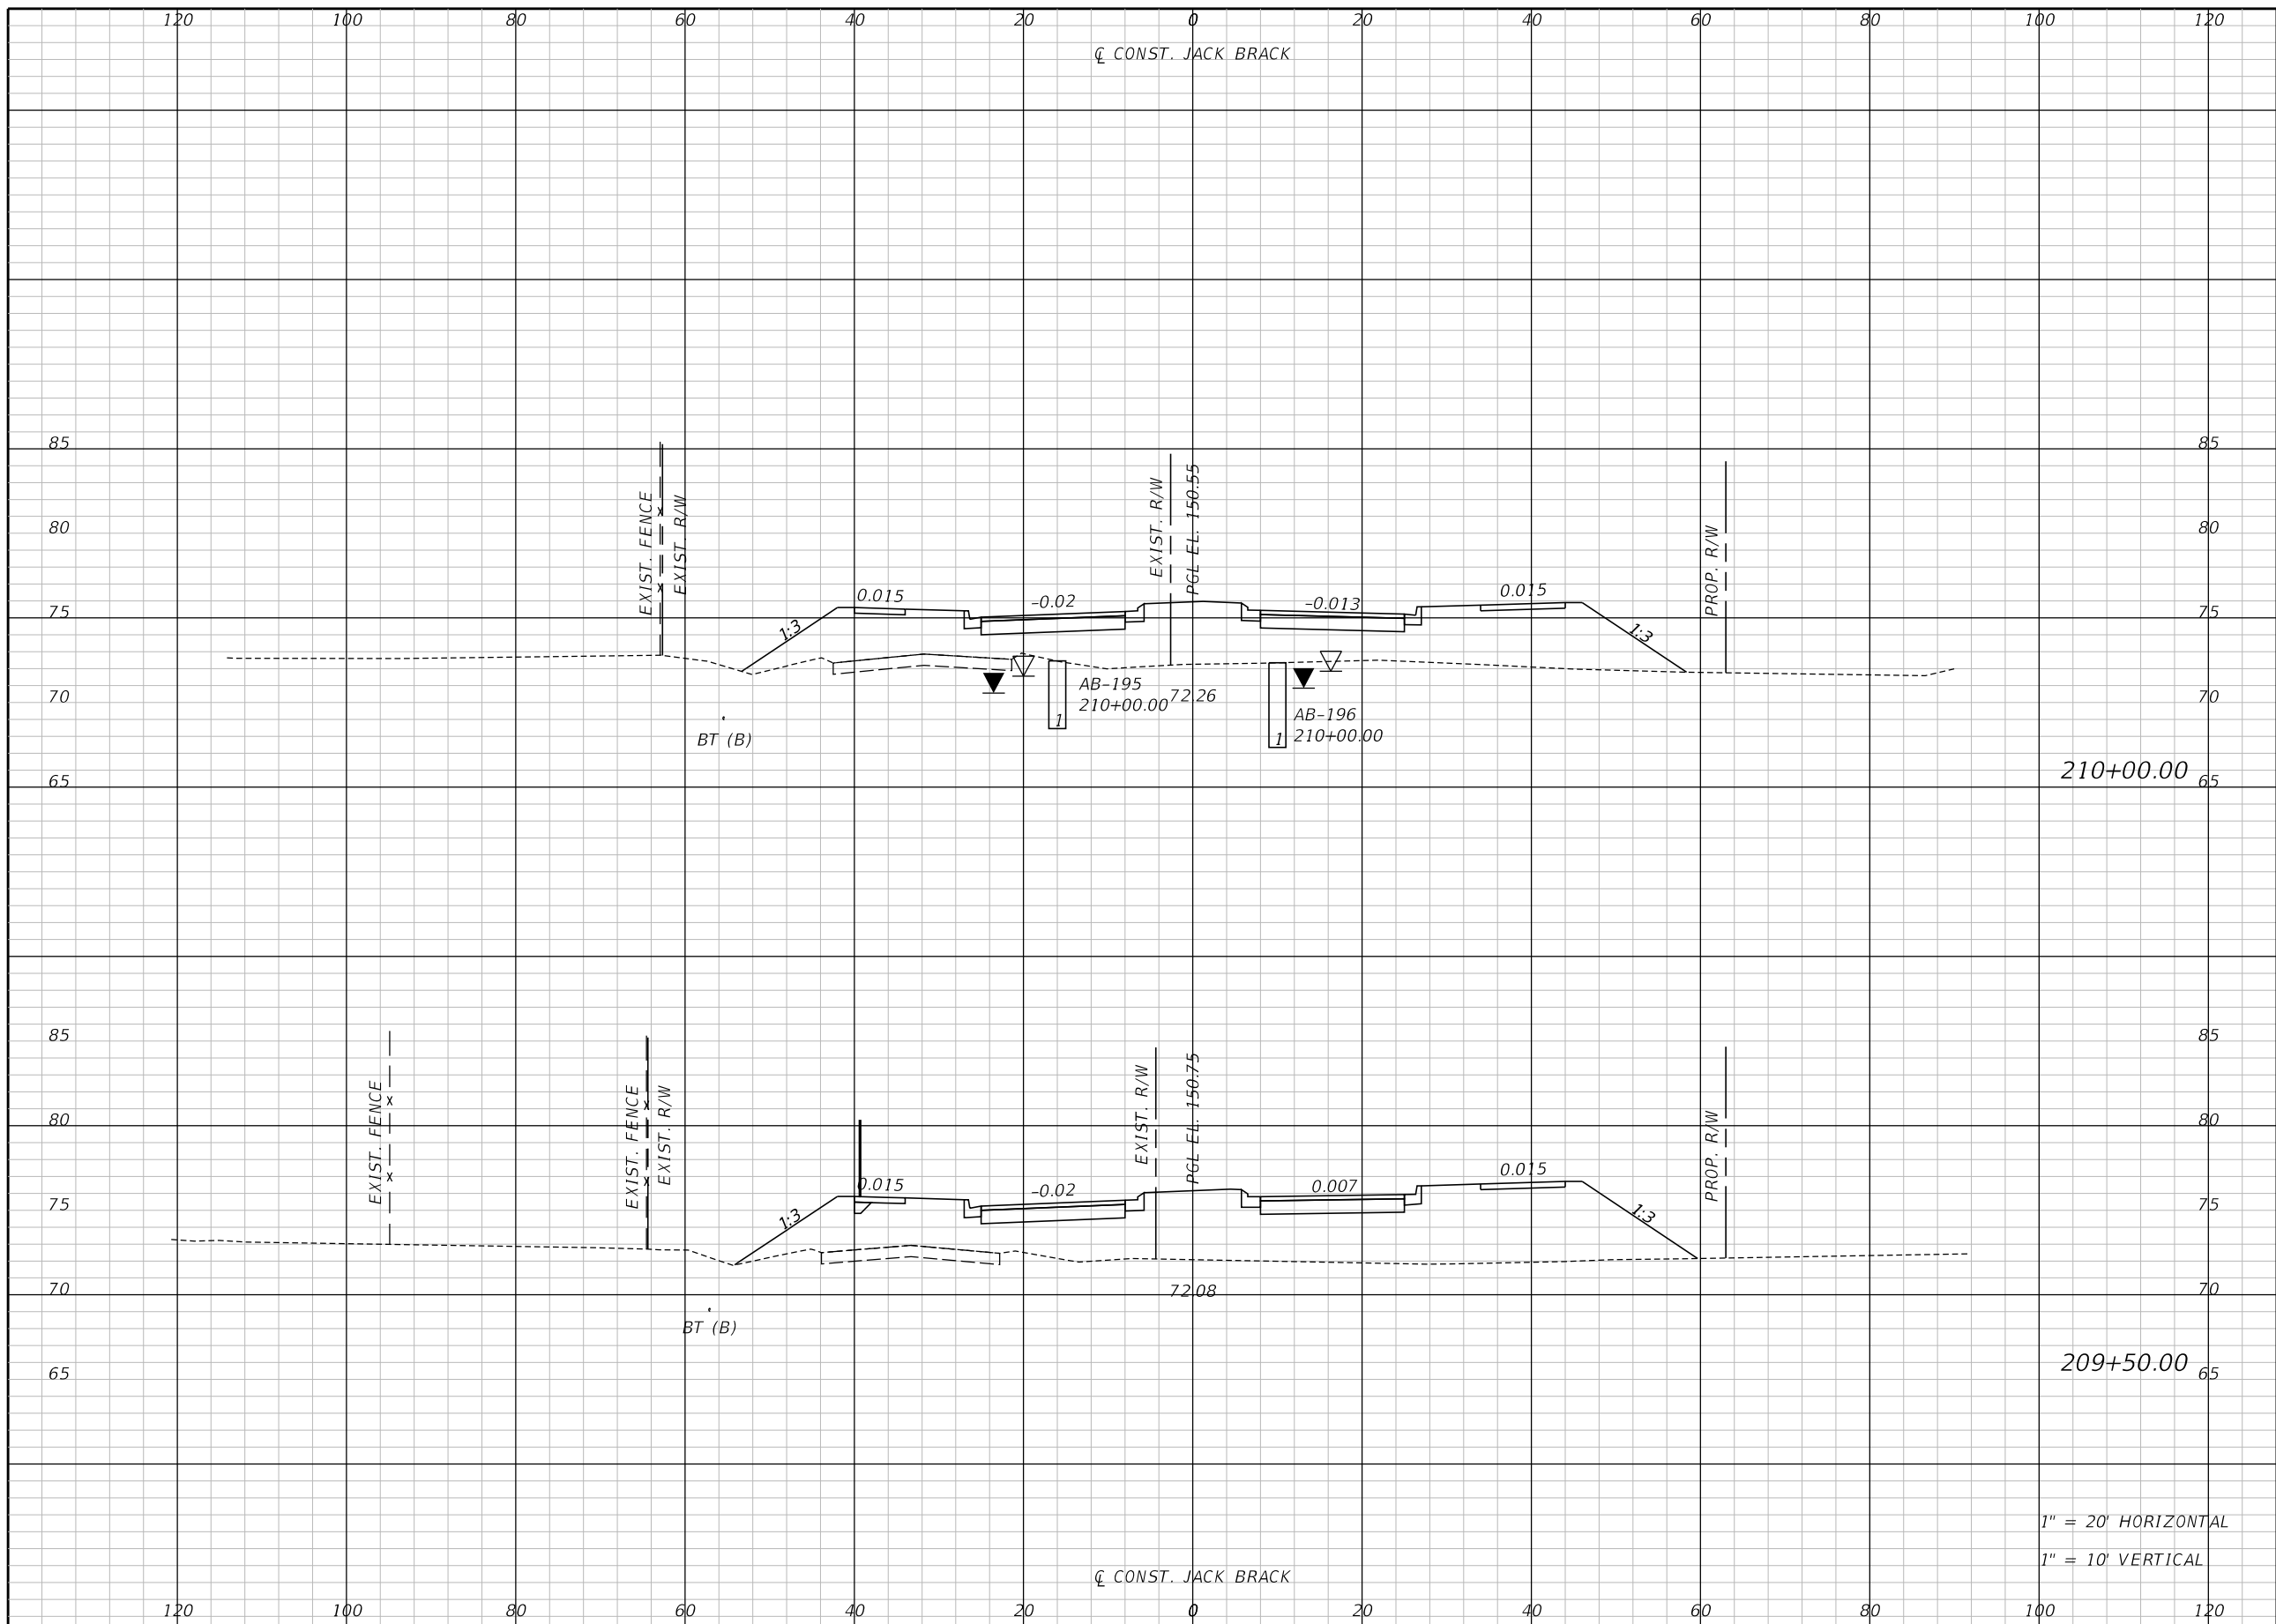 120 100 80 60 40 20 0 20 40 60 80 100 120
℄ CONST. JACK BRACK
85 85
EXIST. FENCE
EXIST. R/W
EXIST. R/W
PGL EL. 150.55
PROP. R/W
80 80
75 75
0.015 -0.02 -0.013 0.015
1:3 1:3
70 70
AB-195
210+00.00
72.26
1
AB-196
210+00.00
1
BT (B)
210+00.00
65 65
85 85
EXIST. FENCE
EXIST. FENCE
EXIST. R/W
EXIST. R/W
PGL EL. 150.75
PROP. R/W
80 80
75 75
0.015 -0.02 0.007 0.015
1:3 1:3
70 70
72.08
BT (B)
209+50.00
65 65
1" = 20' HORIZONTAL
1" = 10' VERTICAL
℄ CONST. JACK BRACK
120 100 80 60 40 20 0 20 40 60 80 100 120